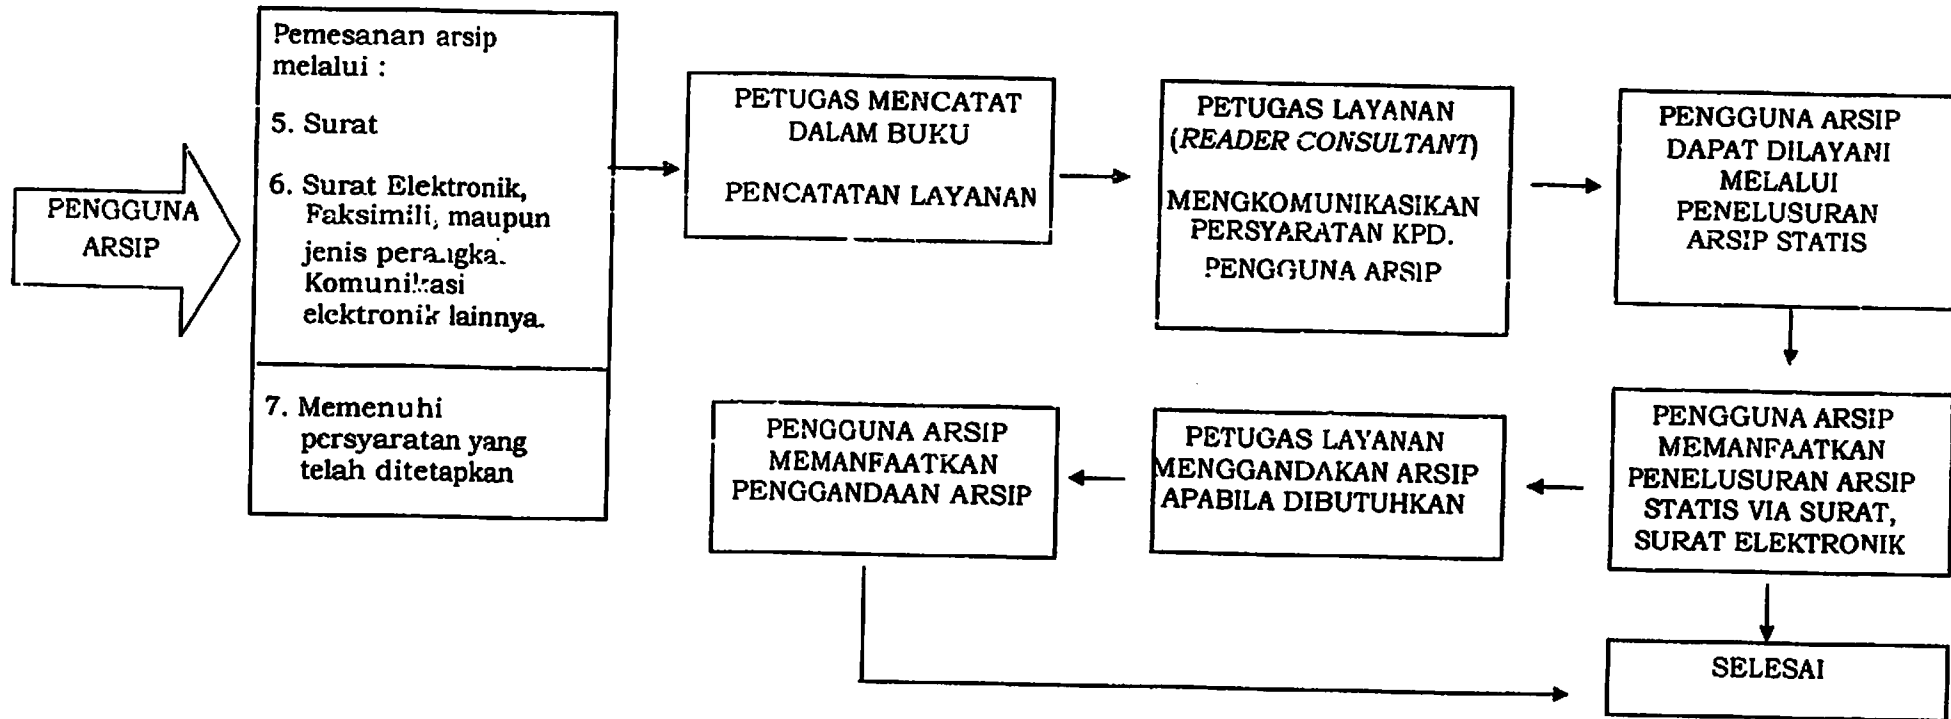 PENGGUNA
ARSIP
Pemesanan arsip
melalui :
5. Surat
6. Surat Elektronik,
Faksimili, maupun
jenis
Komunikasi
elektronik lainnya.
7. Memenuhi
persyaratan yang
telah ditetapkan
PETUGAS MENCATAT
DALAM BUKU
PENCATATAN LAYANAN
PETUGAS LAYANAN
(READER CONSULTANT)
MENGKOMUNIKASIKAN
PERSYARATAN KPD.
PENGGUNA ARSIP
PENGGUNA ARSIP
DAPAT DILAYANI
MELALUI
PENELUSURAN
ARSIP STATIS
PENGGUNA ARSIP
MEMANFAATKAN
PENELUSURAN ARSIP
STATIS VIA SURAT,
SURAT ELEKTRONIK
PETUGAS LAYANAN
MENGGANDAKAN ARSIP
APABILA DIBUTUHKAN
PENGGUNA ARSIP
MEMANFAATKAN
PENGGANDAAN ARSIP
SELESAI